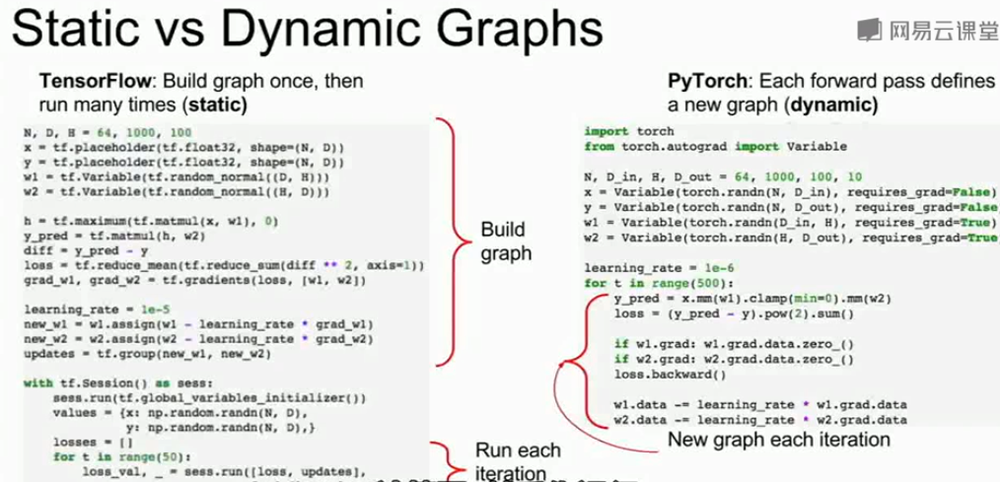 Static vs Dynamic Graphs
网易云课堂
TensorFlow: Build graph once, then
run many times (static)
N, D, H = 64, 1000, 100
x = tf.placeholder(tf.float32, shape=(N, D))
y = tf.placeholder(tf.float32, shape=(N, D))
w1 = tf.Variable(tf.random_normal((D, H)))
w2 = tf.Variable(tf.random_normal((H, D)))
h = tf.maximum(tf.matmul(x, w1), 0)
y_pred = tf.matmul(h, w2)
diff = y_pred - y
loss = tf.reduce_mean(tf.reduce_sum(diff ** 2, axis=1))
grad_w1, grad_w2 = tf.gradients(loss, [w1, w2])
learning_rate = 1e-5
new_w1 = w1.assign(w1 - learning_rate * grad_w1)
new_w2 = w2.assign(w2 - learning_rate * grad_w2)
updates = tf.group(new_w1, new_w2)
with tf.Session() as sess:
sess.run(tf.global_variables_initializer())
values = {x: np.random.randn(N, D),
y: np.random.randn(N, D),}
losses = []
for t in range(50):
loss_val, _ = sess.run([loss, updates],
Build
graph
Run each
iteration
PyTorch: Each forward pass defines
a new graph (dynamic)
import torch
from torch.autograd import Variable
N, D_in, H, D_out = 64, 1000, 100, 10
x = Variable(torch.randn(N, D_in), requires_grad=False)
y = Variable(torch.randn(N, D_out), requires_grad=False
w1 = Variable(torch.randn(D_in, H), requires_grad=True)
w2 = Variable(torch.randn(H, D_out), requires_grad=True
learning_rate = 1e-6
for t in range(500):
y_pred = x.mm(w1).clamp(min=0).mm(w2)
loss = (y_pred - y).pow(2).sum()
if w1.grad: w1.grad.data.zero_()
if w2.grad: w2.grad.data.zero_()
loss.backward()
w1.data -= learning_rate * w1.grad.data
w2.data -= learning_rate * w2.grad.data
New graph each iteration